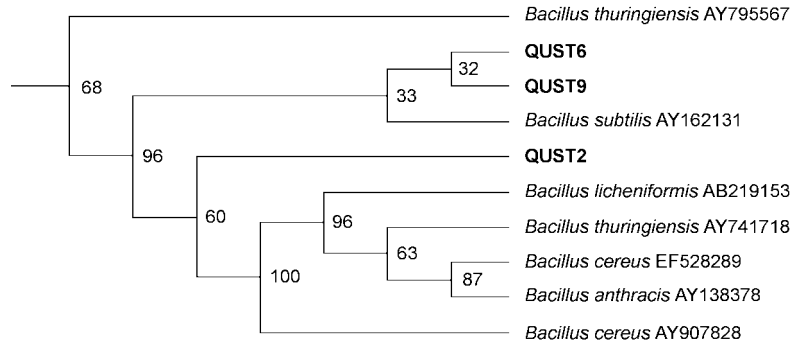 Bacillus thuringiensis AY795567
QUST6
32
68
QUST9
33
Bacillus subtilis AY162131
96
QUST2
Bacillus licheniformis AB219153
60
96
Bacillus thuringiensis AY741718
63
Bacillus cereus EF528289
100
87
Bacillus anthracis AY138378
Bacillus cereus AY907828